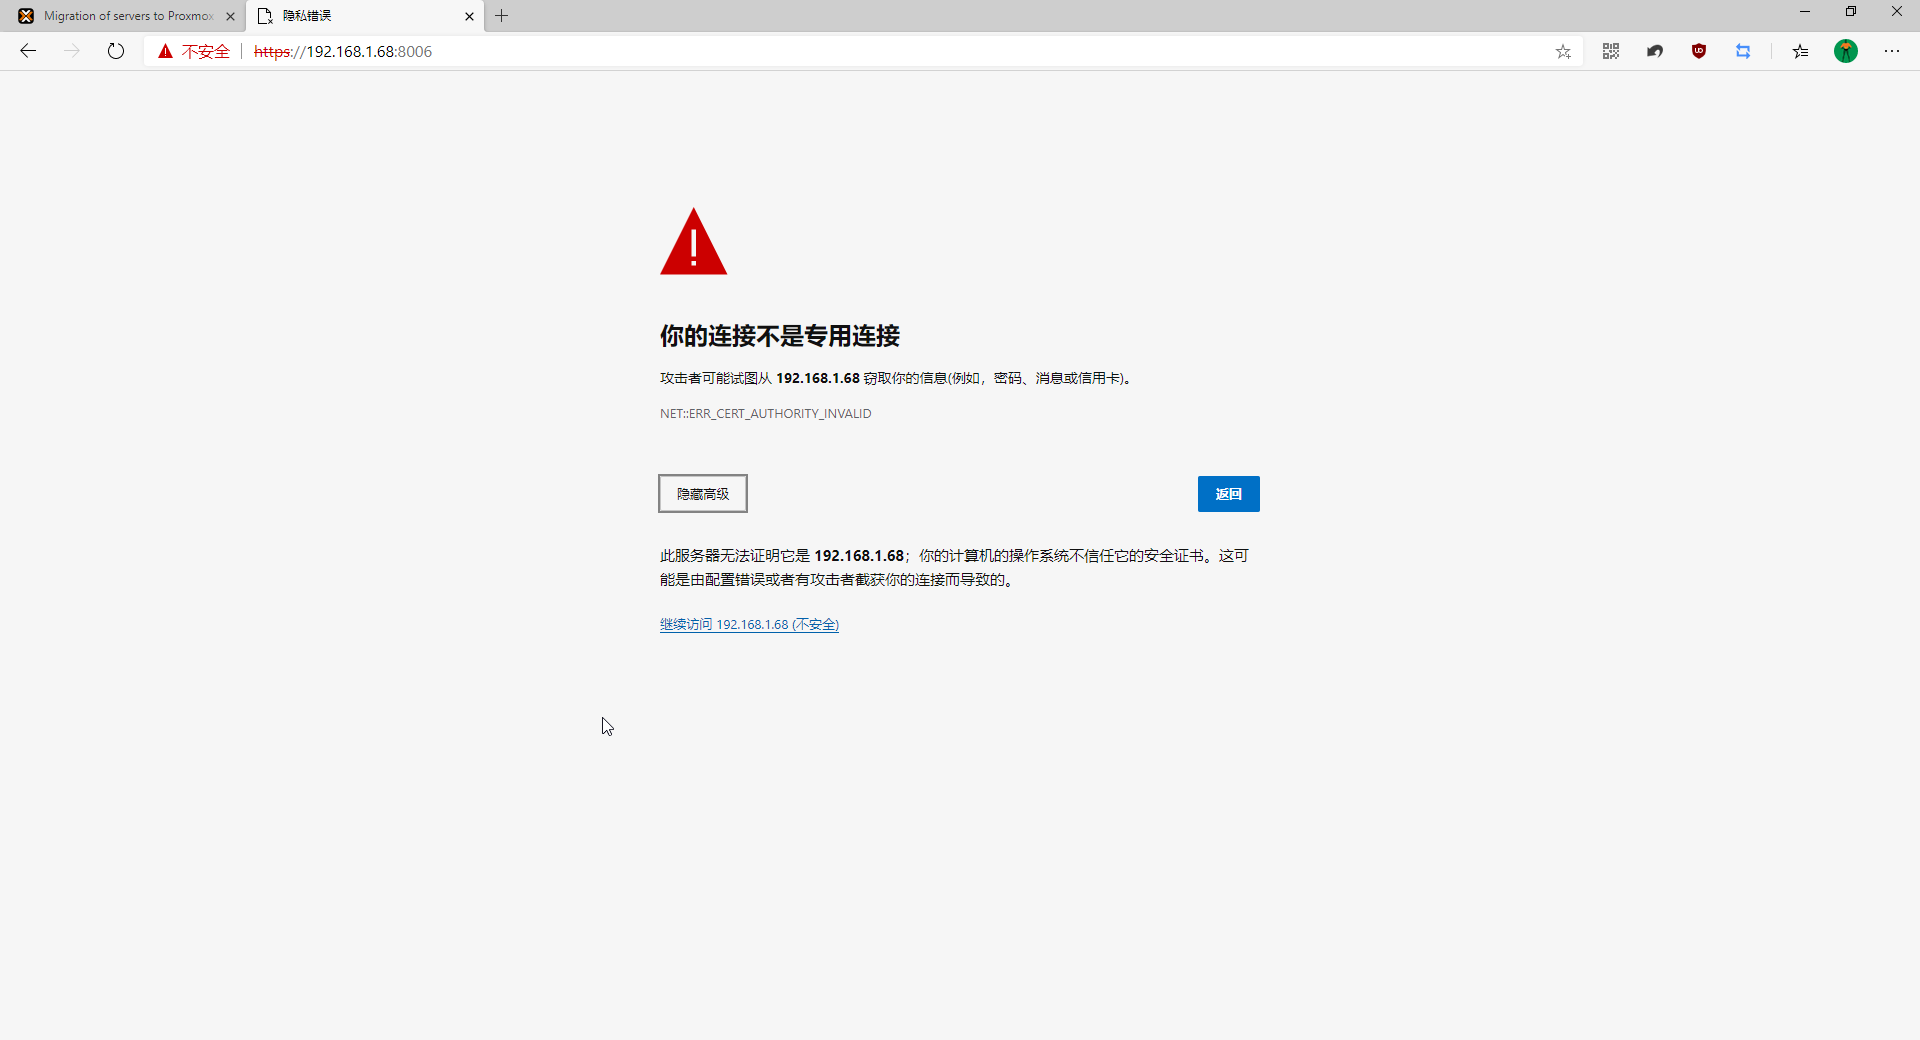 Migration of servers to Proxmox
隐私错误
不安全
https://192.168.1.68:8006
你的连接不是专用连接
攻击者可能试图从 192.168.1.68 窃取你的信息(例如，密码、消息或信用卡)。
NET::ERR_CERT_AUTHORITY_INVALID
隐藏高级
返回
此服务器无法证明它是 192.168.1.68；你的计算机的操作系统不信任它的安全证书。这可
能是由配置错误或者有攻击者截获你的连接而导致的。
继续访问 192.168.1.68 (不安全)